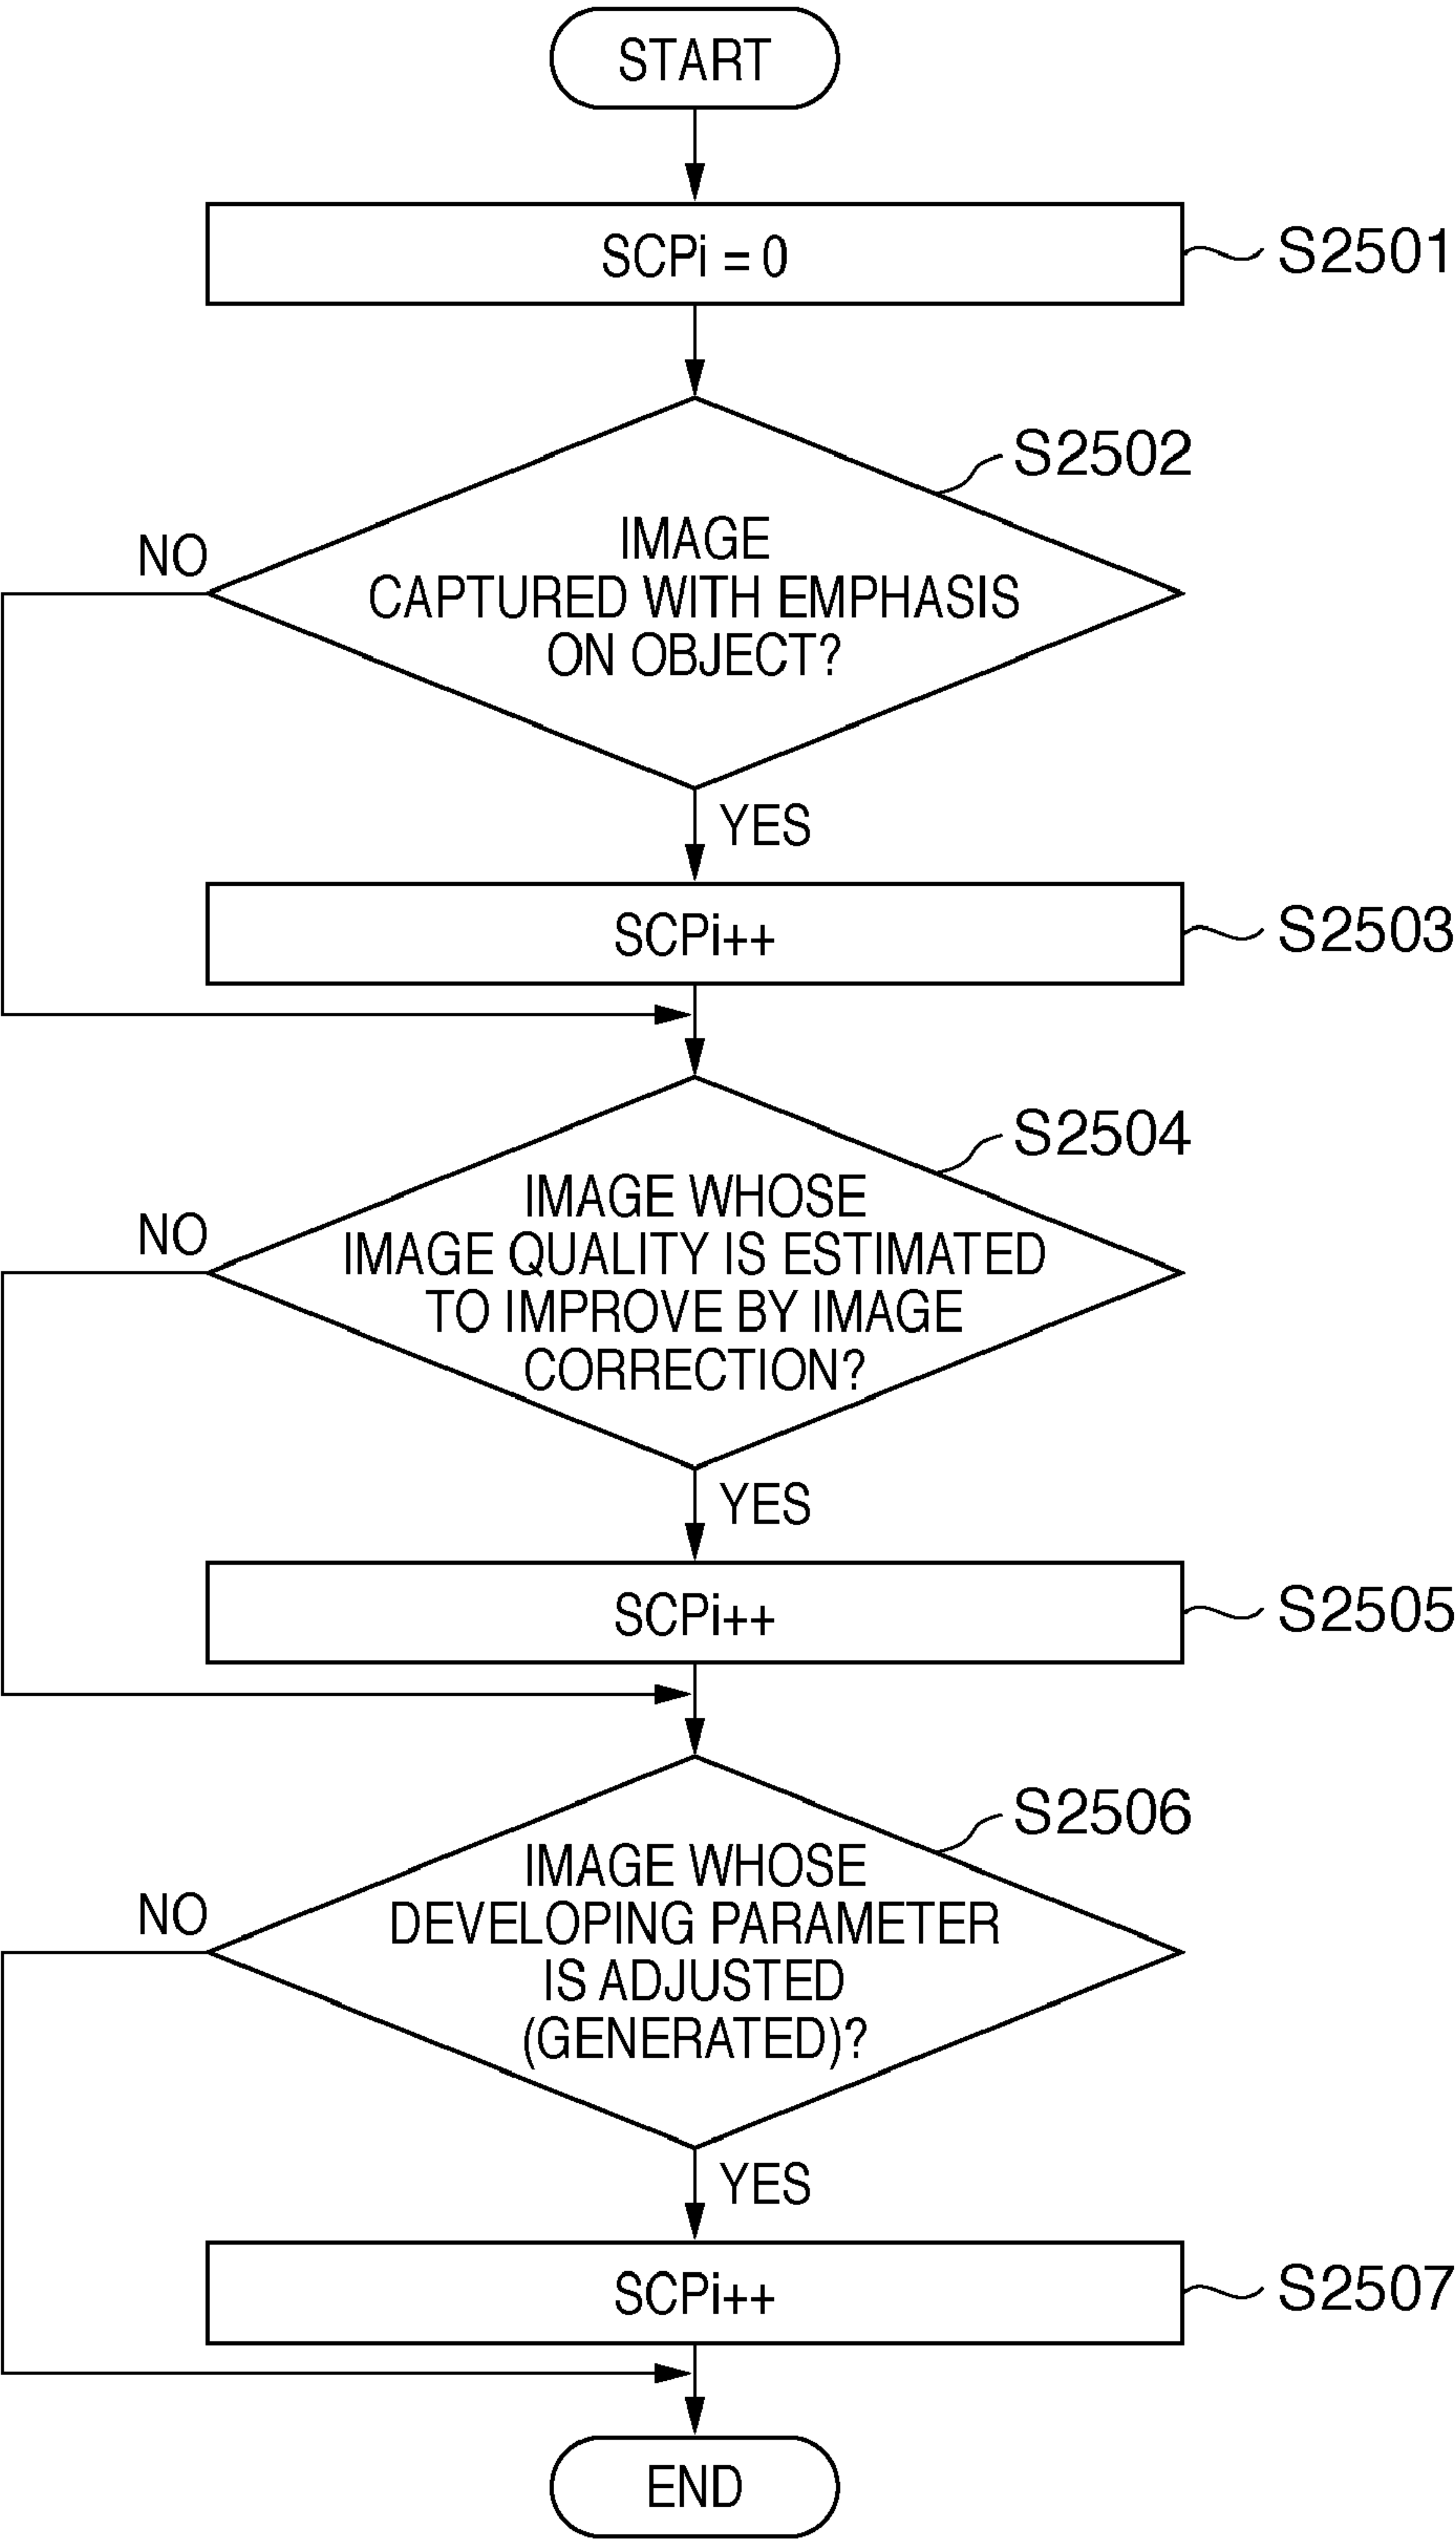 START
SCPi = 0
S2501
S2502
NO
IMAGE
CAPTURED WITH EMPHASIS
ON OBJECT?
YES
SCPi++
S2503
S2504
NO
IMAGE WHOSE
IMAGE QUALITY IS ESTIMATED
TO IMPROVE BY IMAGE
CORRECTION?
YES
SCPi++
S2505
S2506
NO
IMAGE WHOSE
DEVELOPING PARAMETER
IS ADJUSTED
(GENERATED)?
YES
SCPi++
S2507
END